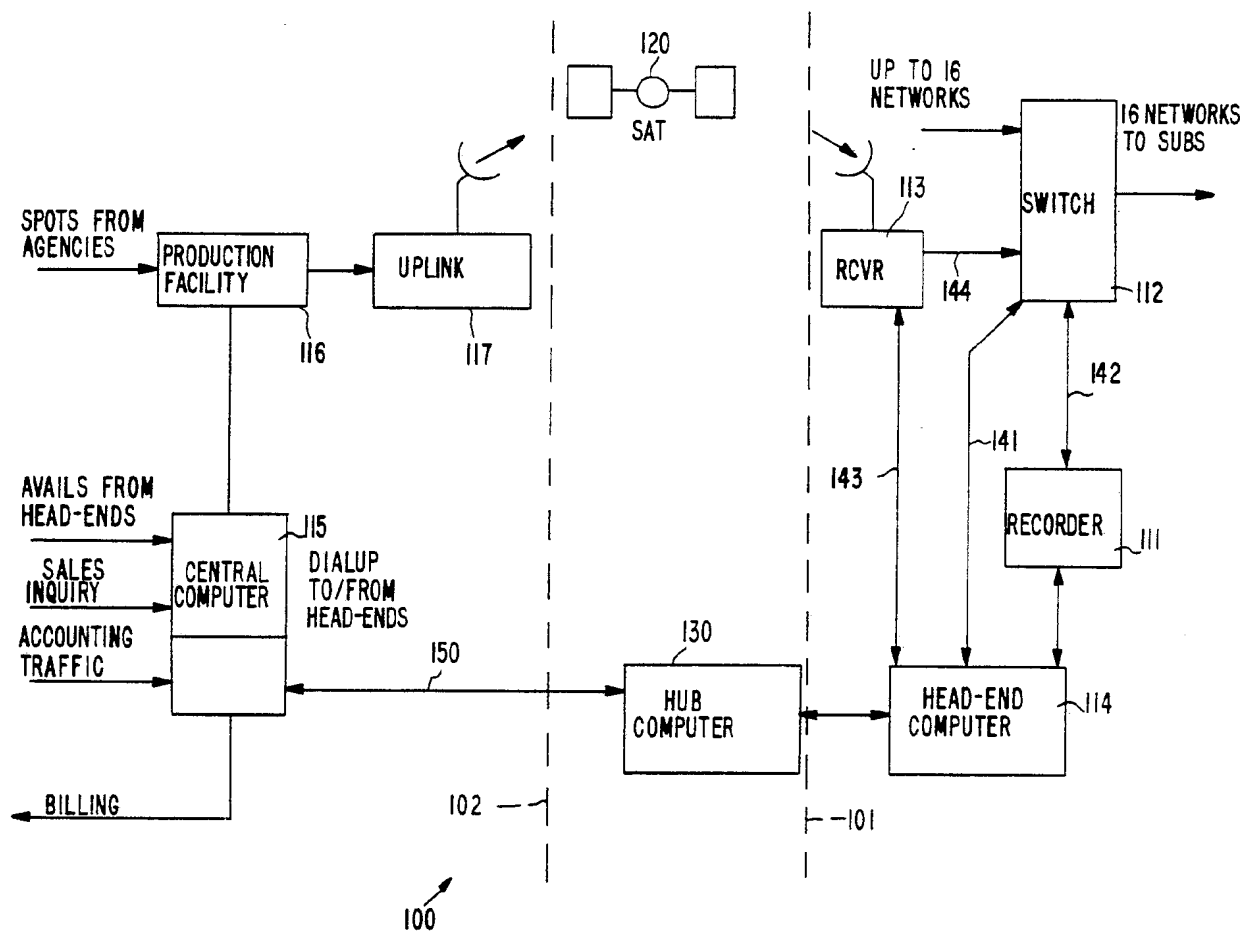 120
SAT
UP TO 16
NETWORKS
16 NETWORKS
TO SUBS
SWITCH
112
113
RCVR
144
SPOTS FROM
AGENCIES
PRODUCTION
FACILITY
116
UPLINK
117
142
141
143
RECORDER
111
AVAILS FROM
HEAD-ENDS
115
SALES
INQUIRY
CENTRAL
COMPUTER
DIALUP
TO/FROM
HEAD-ENDS
ACCOUNTING
TRAFFIC
150
130
HUB
COMPUTER
HEAD-END
COMPUTER
114
BILLING
102
101
100